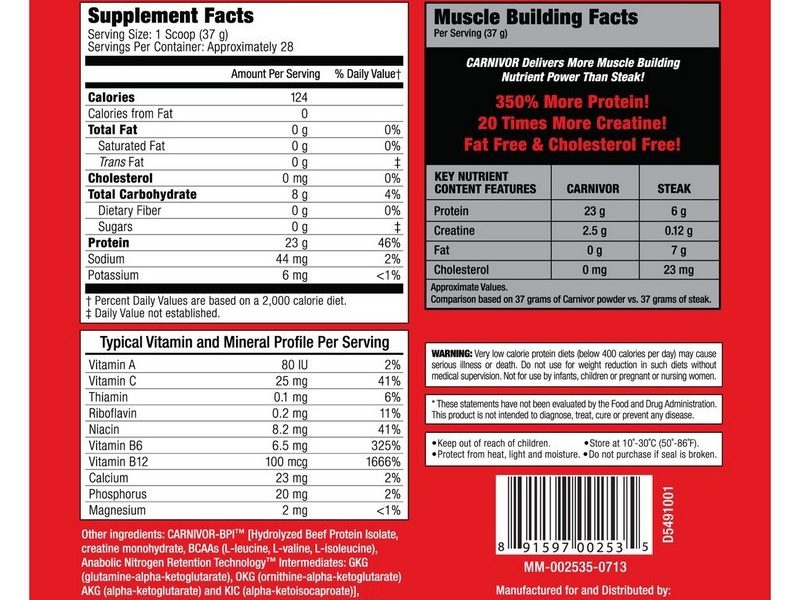 Supplement Facts
Serving Size: 1 Scoop (37 g)
Servings Per Container: Approximately 28
Amount Per Serving % Daily Value†
Calories 124
Calories from Fat 0
Total Fat 0 g 0%
Saturated Fat 0 g 0%
Trans Fat 0 g ‡
Cholesterol 0 mg 0%
Total Carbohydrate 8 g 4%
Dietary Fiber 0 g 0%
Sugars 0 g ‡
Protein 23 g 46%
Sodium 44 mg 2%
Potassium 6 mg <1%
† Percent Daily Values are based on a 2,000 calorie diet.
‡ Daily Value not established.
Typical Vitamin and Mineral Profile Per Serving
Vitamin A 80 IU 2%
Vitamin C 25 mg 41%
Thiamin 0.1 mg 6%
Riboflavin 0.2 mg 11%
Niacin 8.2 mg 41%
Vitamin B6 6.5 mg 325%
Vitamin B12 100 mcg 1666%
Calcium 23 mg 2%
Phosphorus 20 mg 2%
Magnesium 2 mg <1%
Other ingredients: CARNIVOR-BPI™ [Hydrolyzed Beef Protein Isolate,
creatine monohydrate, BCAAs (L-leucine, L-valine, L-isoleucine),
Anabolic Nitrogen Retention Technology™ Intermediates: GKG
(glutamine-alpha-ketoglutarate), OKG (ornithine-alpha-ketoglutarate)
AKG (alpha-ketoglutarate) and KIC (alpha-ketoisocaproate)],
Muscle Building Facts
Per Serving (37 g)
CARNIVOR Delivers More Muscle Building
Nutrient Power Than Steak!
350% More Protein!
20 Times More Creatine!
Fat Free & Cholesterol Free!
KEY NUTRIENT
CONTENT FEATURES CARNIVOR STEAK
Protein 23 g 6 g
Creatine 2.5 g 0.12 g
Fat 0 g 7 g
Cholesterol 0 mg 23 mg
Approximate Values.
Comparison based on 37 grams of Carnivor powder vs. 37 grams of steak.
WARNING: Very low calorie protein diets (below 400 calories per day) may cause
serious illness or death. Do not use for weight reduction in such diets without
medical supervision. Not for use by infants, children or pregnant or nursing women.
* These statements have not been evaluated by the Food and Drug Administration.
This product is not intended to diagnose, treat, cure or prevent any disease.
•Keep out of reach of children. •Store at 10˚-30˚C (50˚-86˚F).
•Protect from heat, light and moisture. •Do not purchase if seal is broken.
8 91597 00253 5
D5491001
MM-002535-0713
Manufactured for and Distributed by: